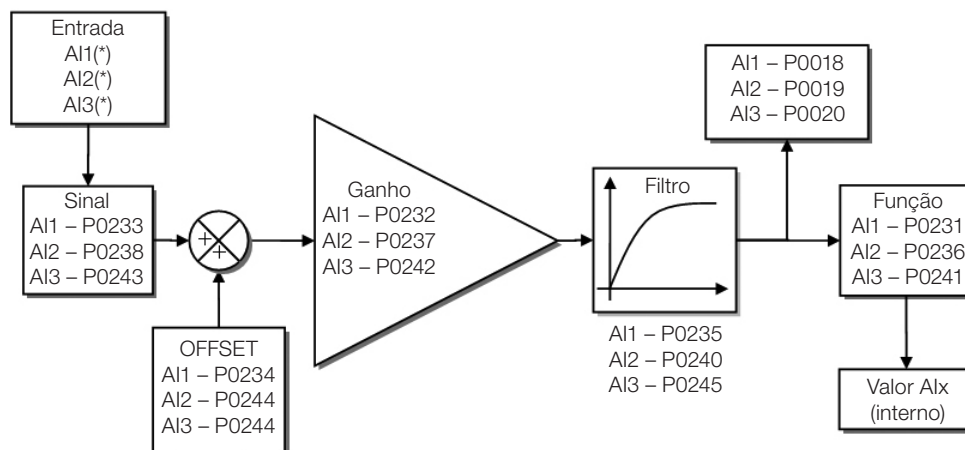 Entrada
AI1(*)
AI2(*)
AI3(*)
Sinal
AI1 – P0233
AI2 – P0238
AI3 – P0243
+
+
OFFSET
AI1 – P0234
AI2 – P0244
AI3 – P0244
Ganho
AI1 – P0232
AI2 – P0237
AI3 – P0242
Filtro
AI1 – P0235
AI2 – P0240
AI3 – P0245
AI1 – P0018
AI2 – P0019
AI3 – P0020
Função
AI1 – P0231
AI2 – P0236
AI3 – P0241
Valor AIx
(interno)